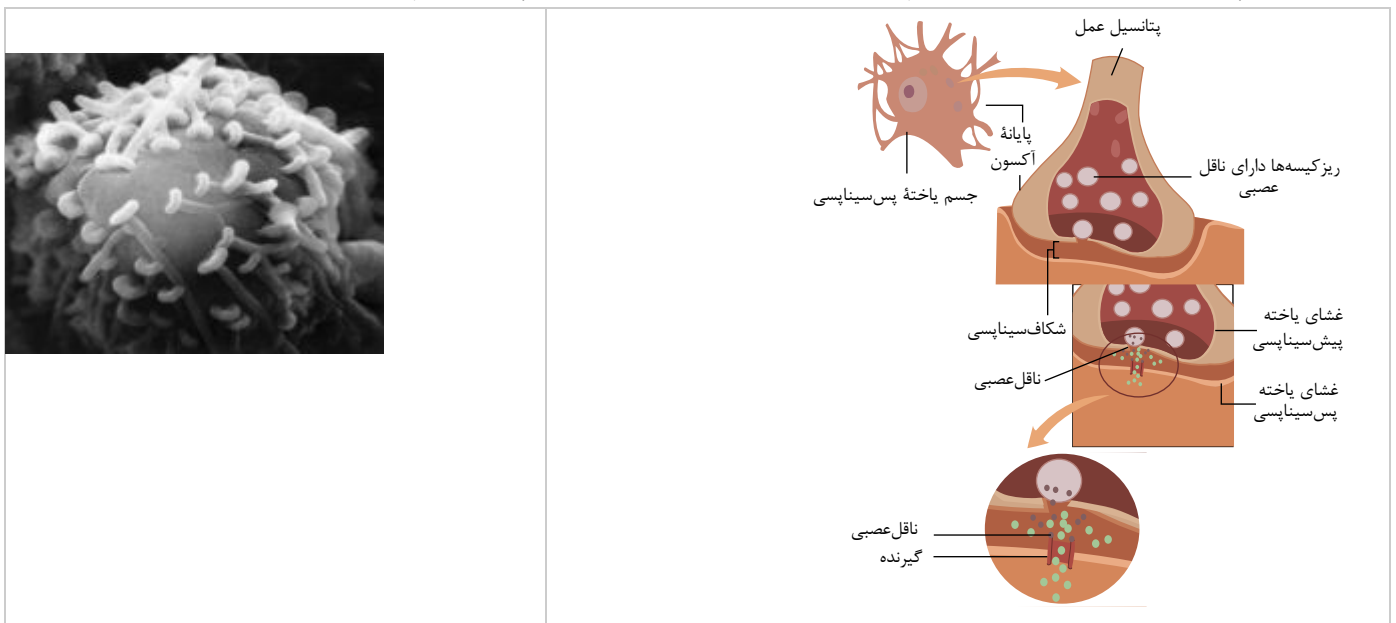 پتانسیل عمل
پایانهٔ
آکسون
جسم یاختهٔ پس‌سیناپسی
ریزکیسه‌ها دارای ناقل
عصبی
شکاف‌سیناپسی
غشای یاخته
پیش‌سیناپسی
ناقل‌عصبی
غشای یاخته
پس‌سیناپسی
ناقل‌عصبی
گیرنده